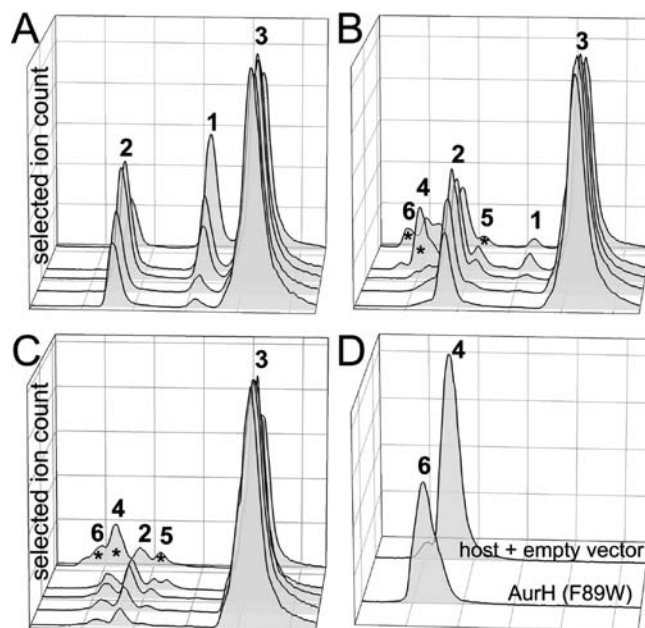 A
selected ion count
2
1
3
B
6
4
2
5
1
3
*
*
*
C
selected ion count
6
4
2
5
3
* * *
D
4
6
host + empty vector
AurH (F89W)